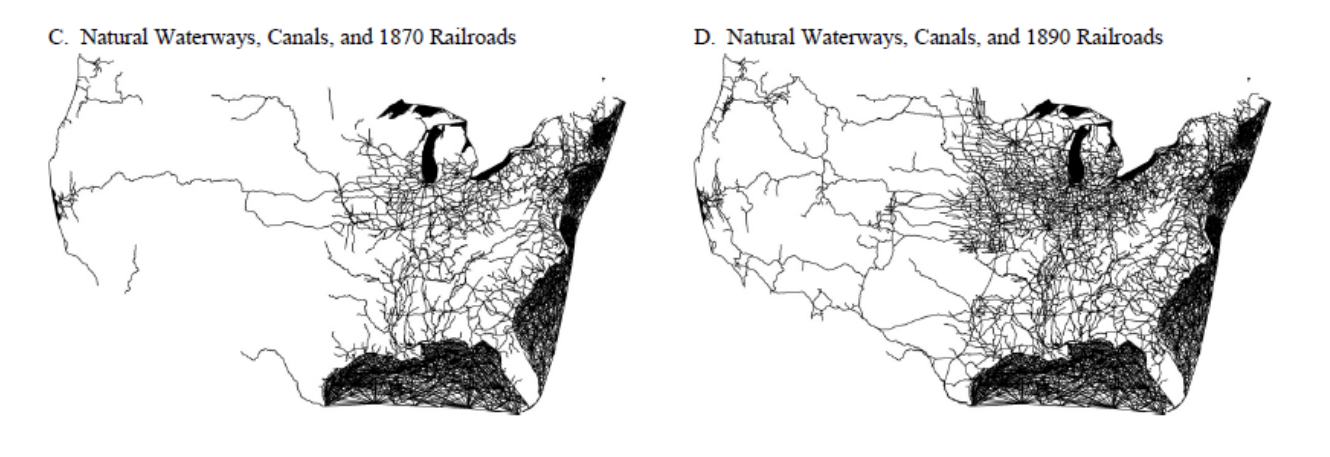 C. Natural Waterways, Canals, and 1870 Railroads
D. Natural Waterways, Canals, and 1890 Railroads